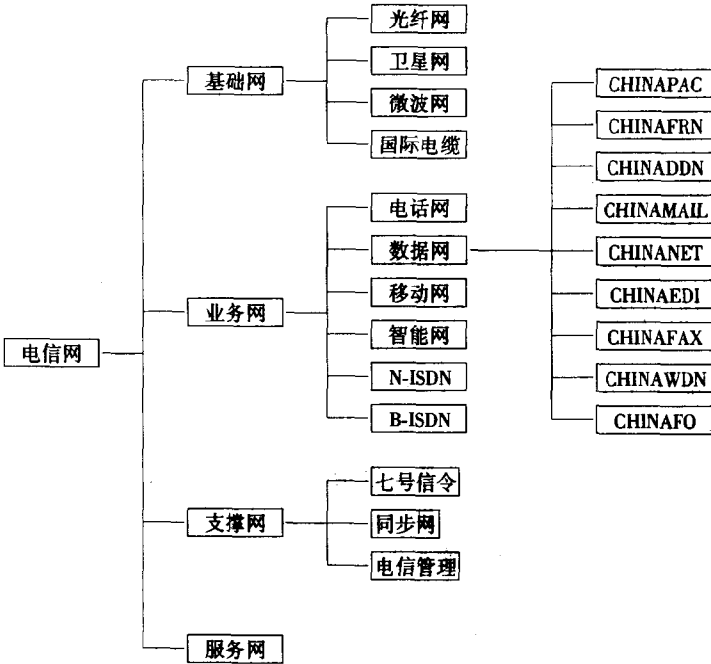 电信网
基础网
光纤网
卫星网
微波网
国际电缆
业务网
电话网
数据网
CHINAPAC
CHINAFRN
CHINADDN
CHINAMAIL
CHINANET
CHINAEDI
CHINAFAX
CHINAWDN
CHINAFO
移动网
智能网
N-ISDN
B-ISDN
支撑网
七号信令
同步网
电信管理
服务网